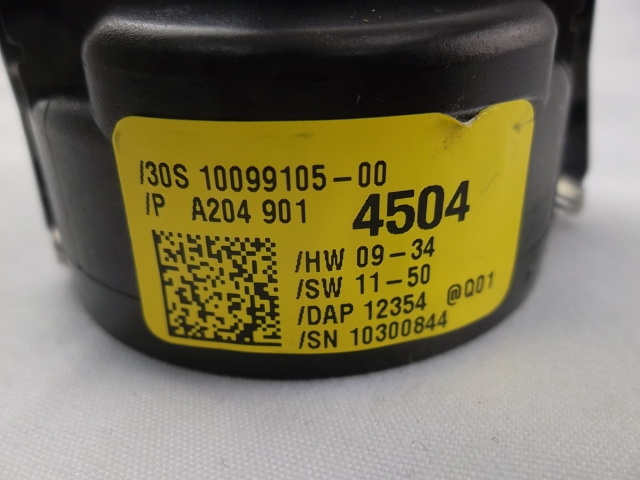 /30S 10099105-00
/P A204 901 4504
/HW 09-34
/SW 11-50
/DAP 12354 @Q01
/SN 10300844